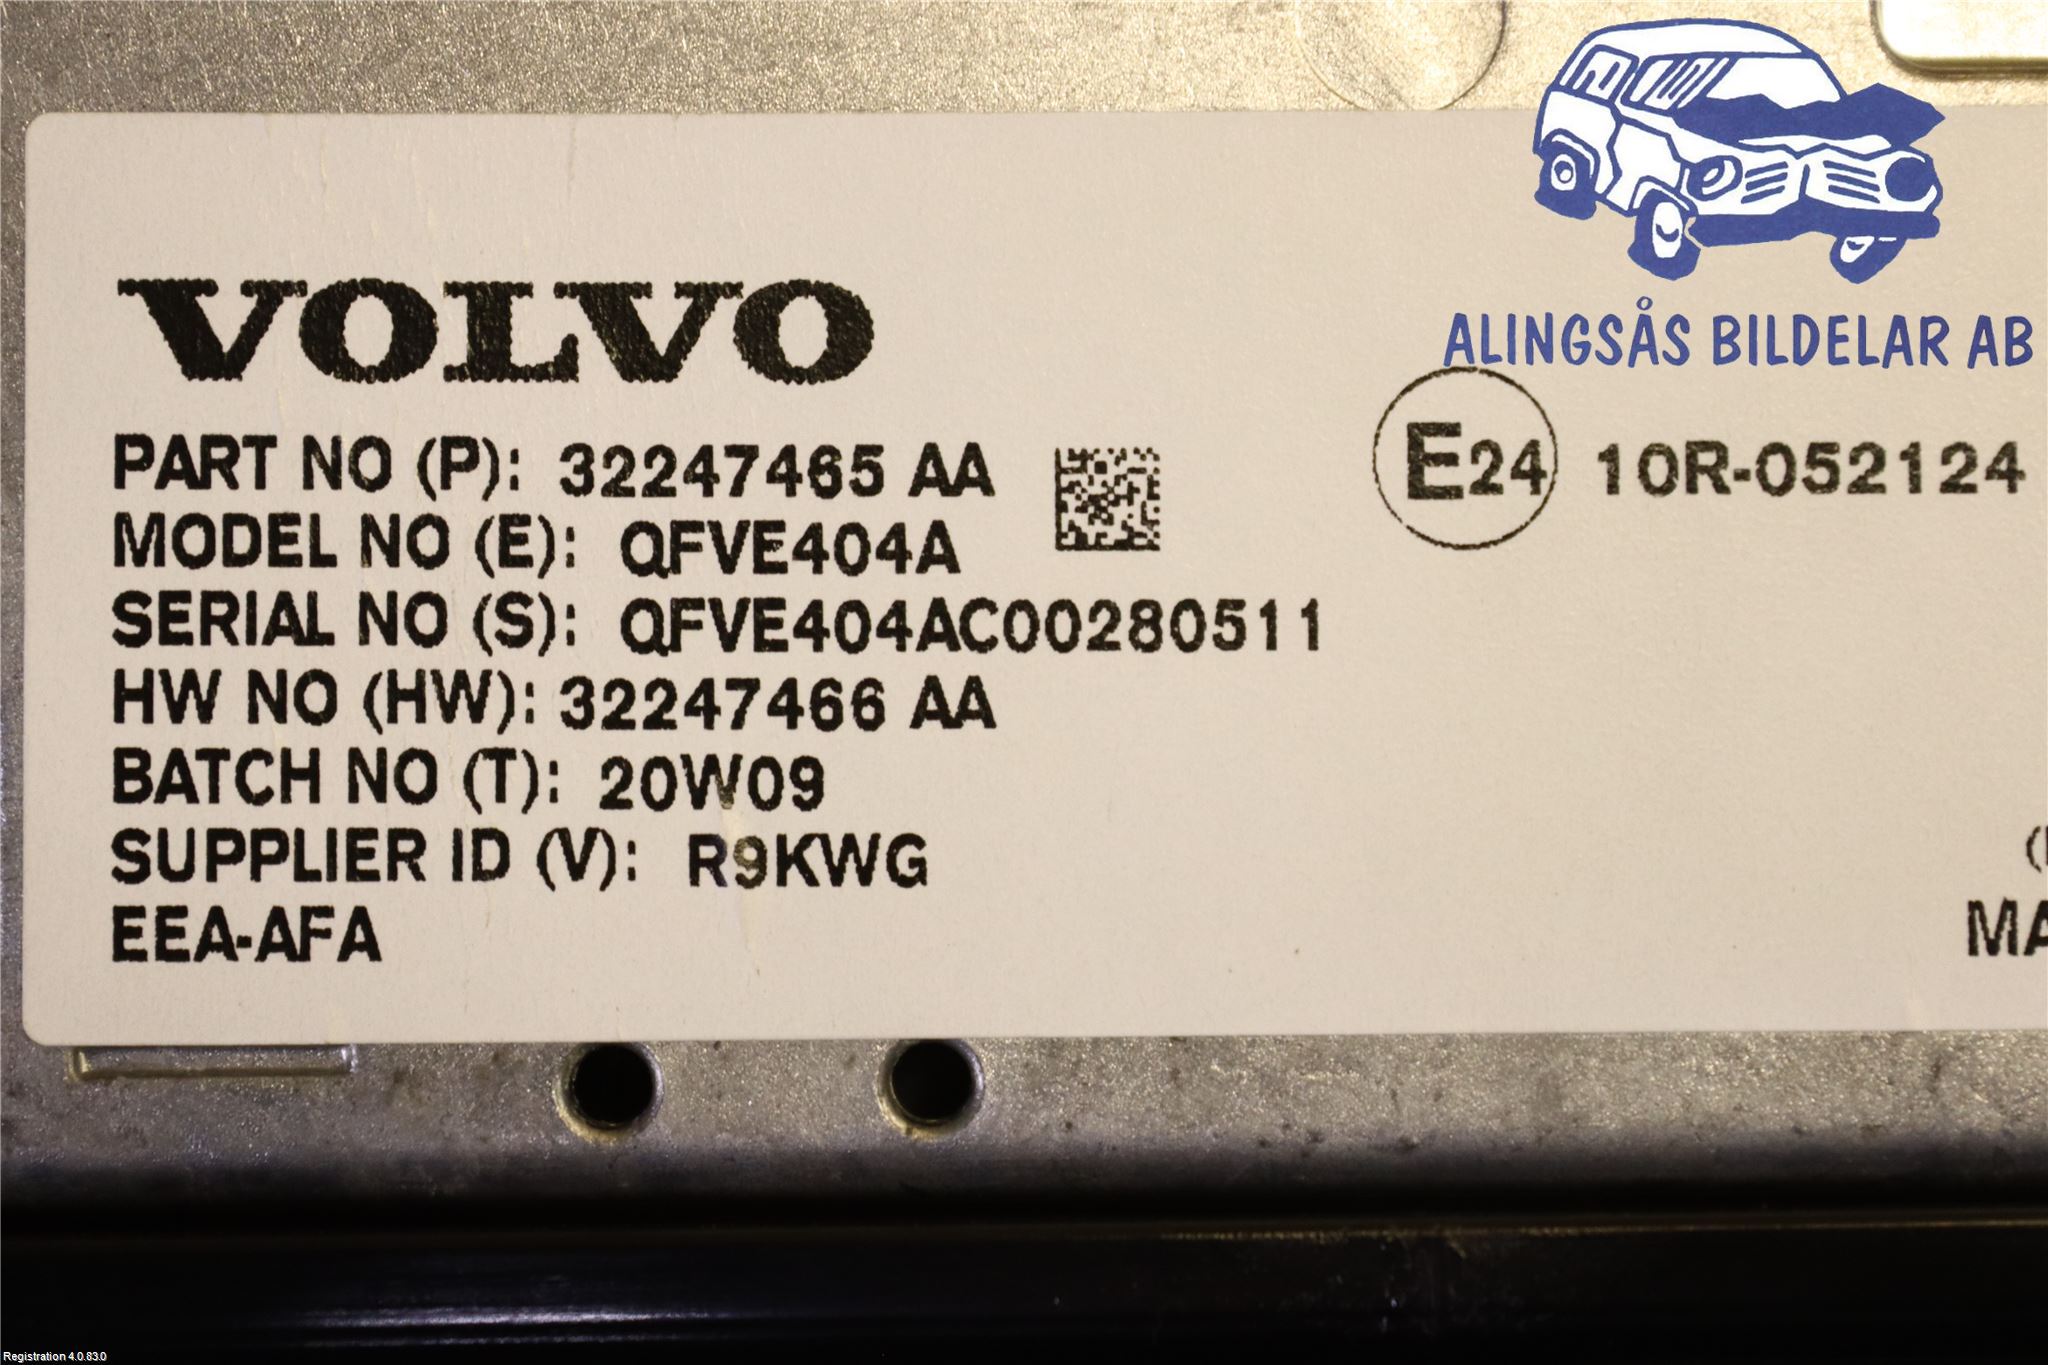 VOLVO
PART NO (P): 32247465 AA
MODEL NO (E): QFVE404A
SERIAL NO (S): QFVE404AC00280511
HW NO (HW): 32247466 AA
BATCH NO (T): 20W09
SUPPLIER ID (V): R9KWG
EEA-AFA
ALINGSÅS BILDELAR AB
E24 10R-052124
MA
Registration 4.0.83.0